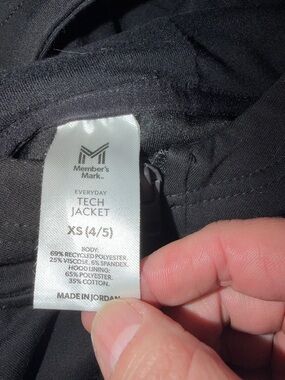 M
Member's
Mark™
EVERYDAY
TECH
JACKET
XS (4/5)
BODY:
69% RECYCLED POLYESTER,
25% VISCOSE, 6% SPANDEX.
HOOD LINING:
65% POLYESTER,
35% COTTON.
MADE IN JORDAN